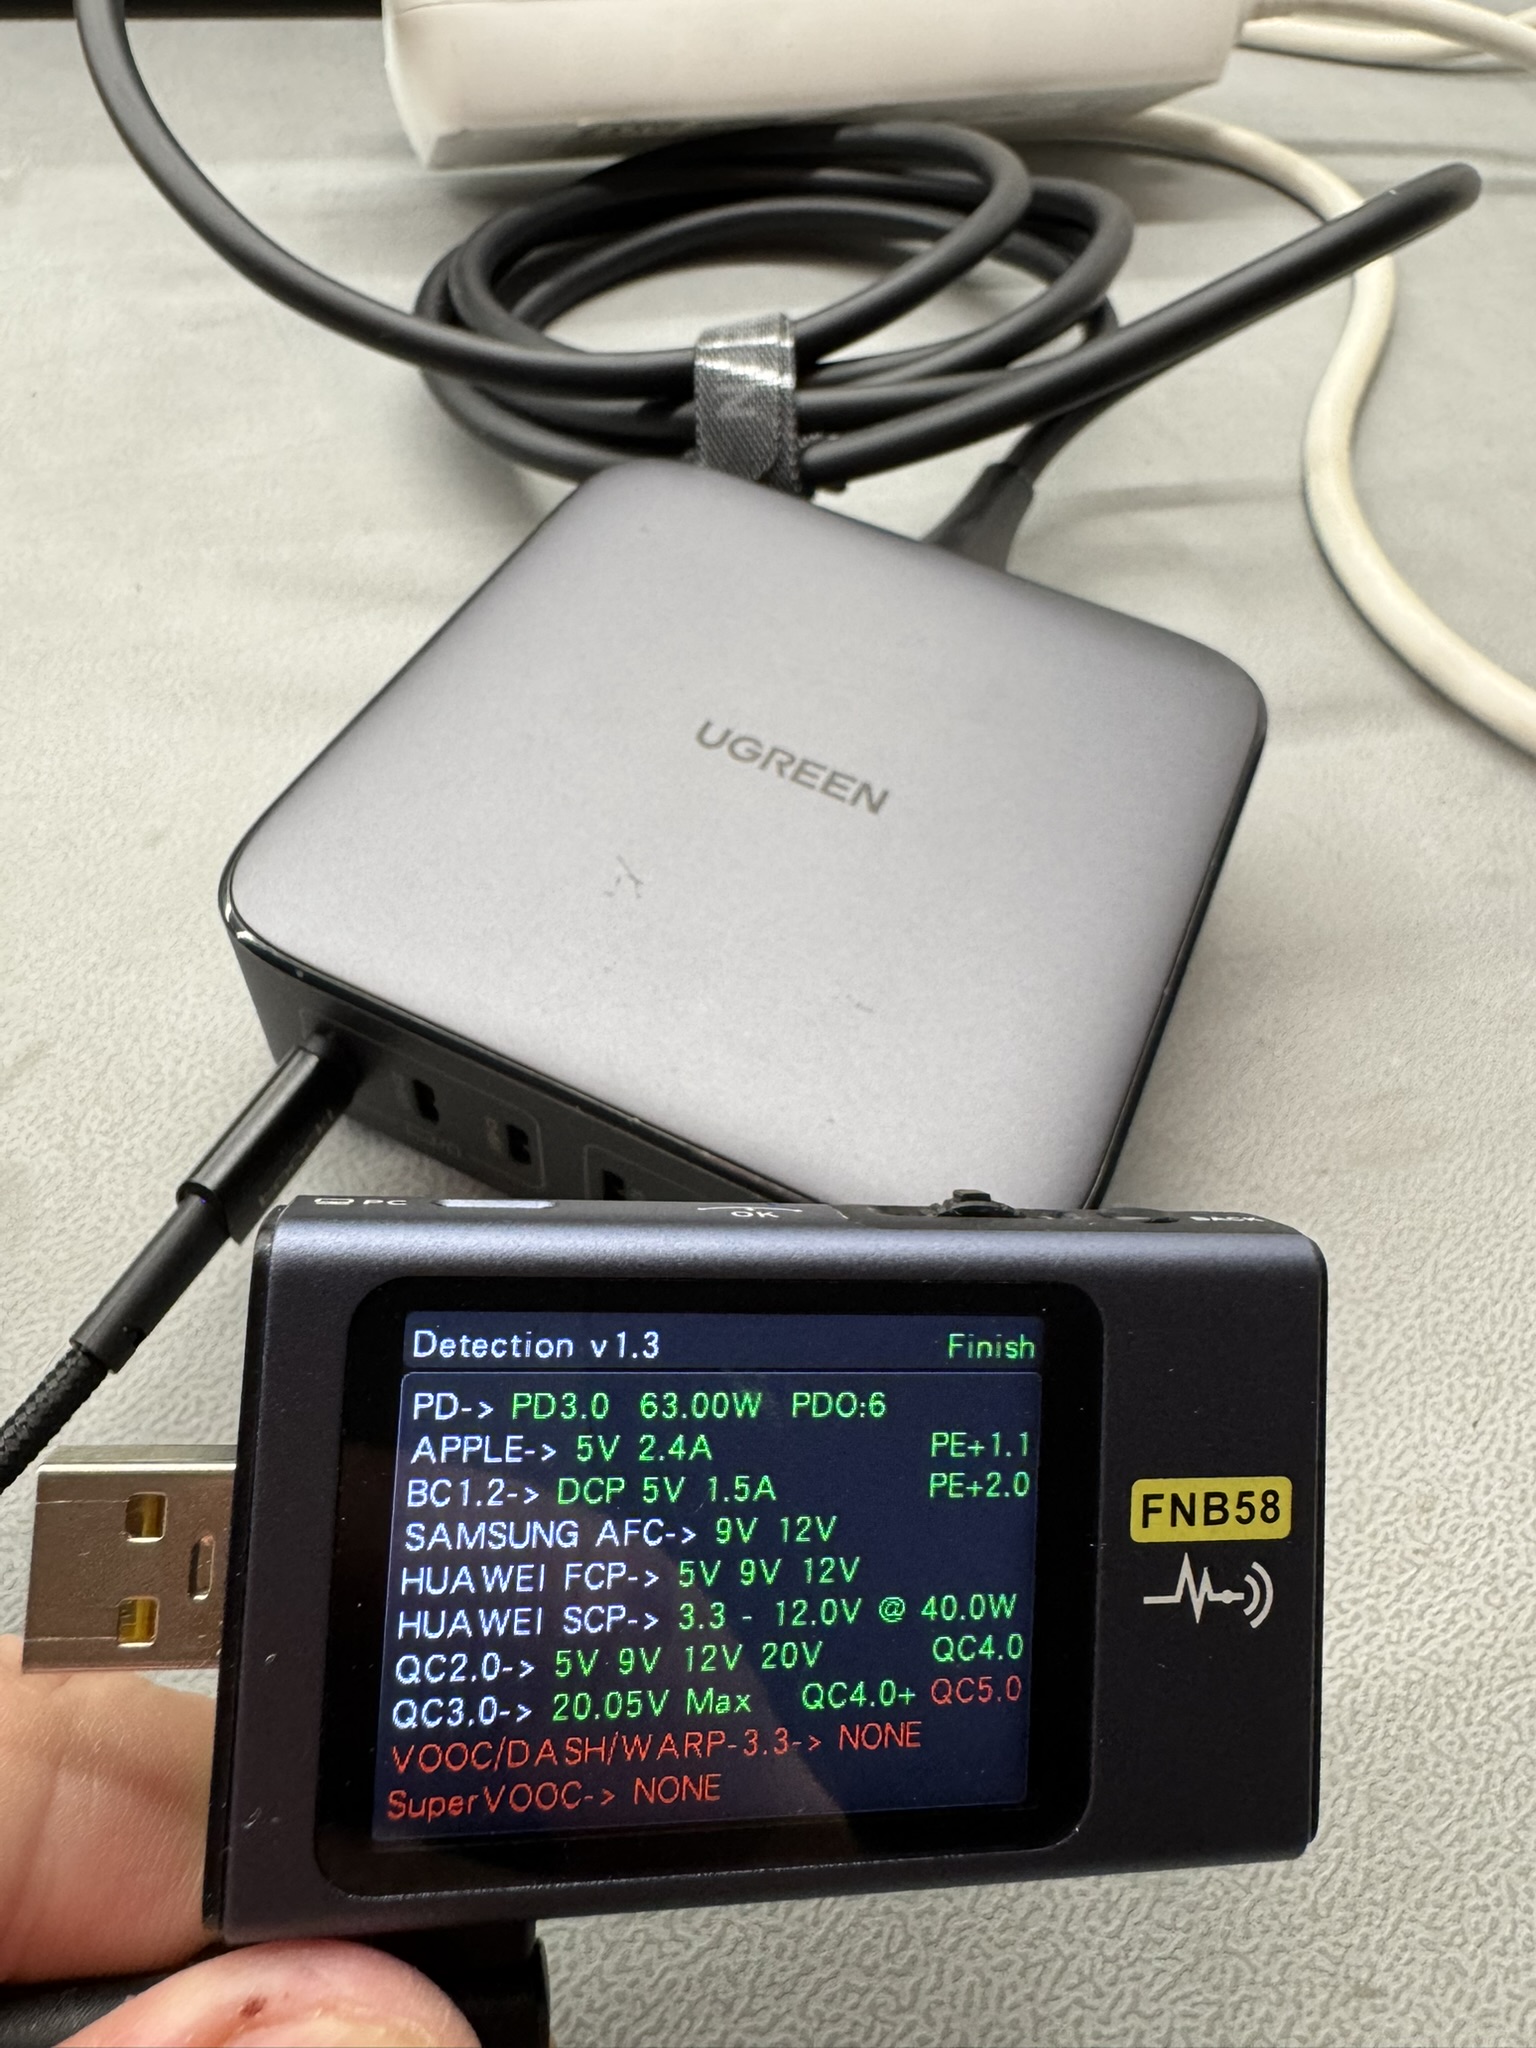 UGREEN
PC
OK
BACK
Detection v1.3 Finish
PD-> PD3.0 63.00W PDO:6
APPLE-> 5V 2.4A PE+1.1
BC1.2-> DCP 5V 1.5A PE+2.0
SAMSUNG AFC-> 9V 12V
HUAWEI FCP-> 5V 9V 12V
HUAWEI SCP-> 3.3 - 12.0V @ 40.0W
QC2.0-> 5V 9V 12V 20V QC4.0
QC3.0-> 20.05V Max QC4.0+ QC5.0
VOOC/DASH/WARP-3.3-> NONE
SuperVOOC-> NONE
FNB58